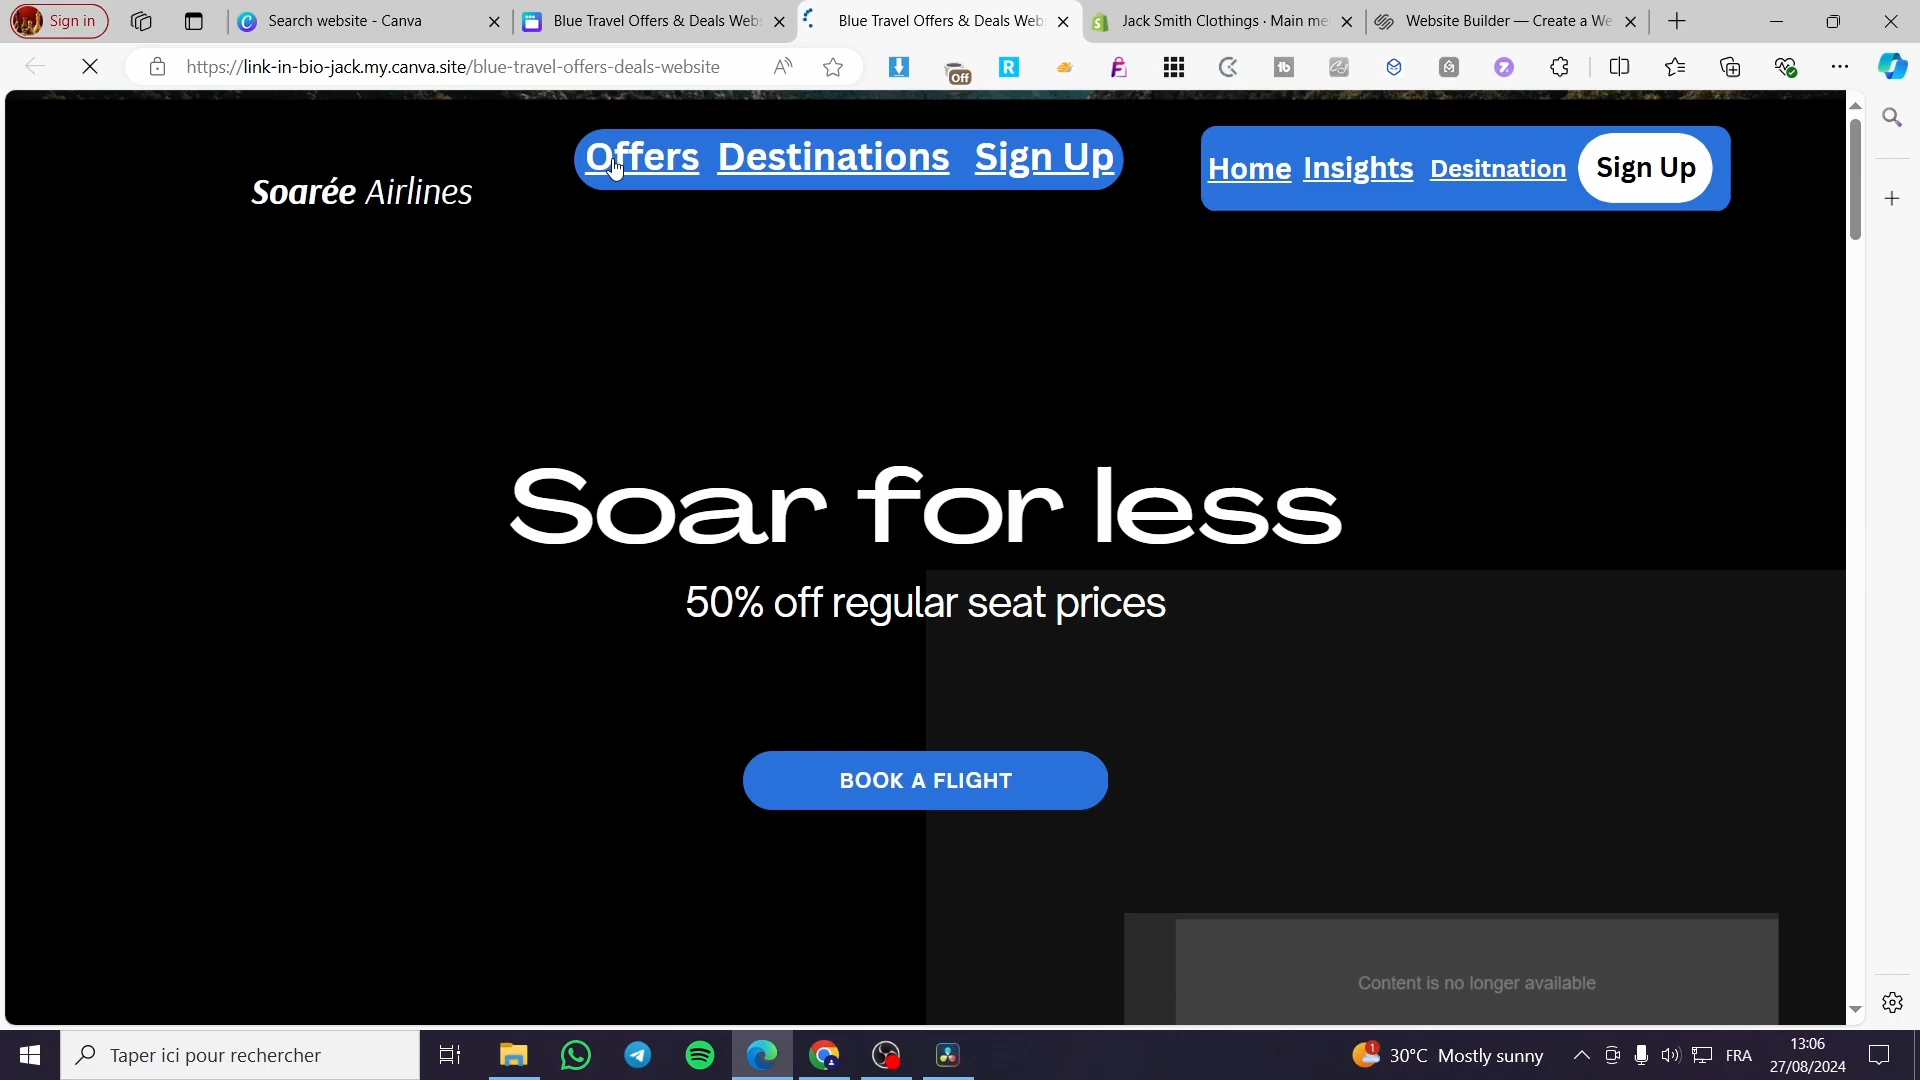 Sign in
Search website - Canva
Blue Travel Offers & Deals Web
Blue Travel Offers & Deals Web
Jack Smith Clothings · Main me
Website Builder — Create a We
https://link-in-bio-jack.my.canva.site/blue-travel-offers-deals-website
Off
Soarée Airlines
Offers Destinations Sign Up
Home Insights Desitnation Sign Up
Soar for less
50% off regular seat prices
BOOK A FLIGHT
Content is no longer available
Taper ici pour rechercher
1
30°C Mostly sunny
FRA
13:06
27/08/2024